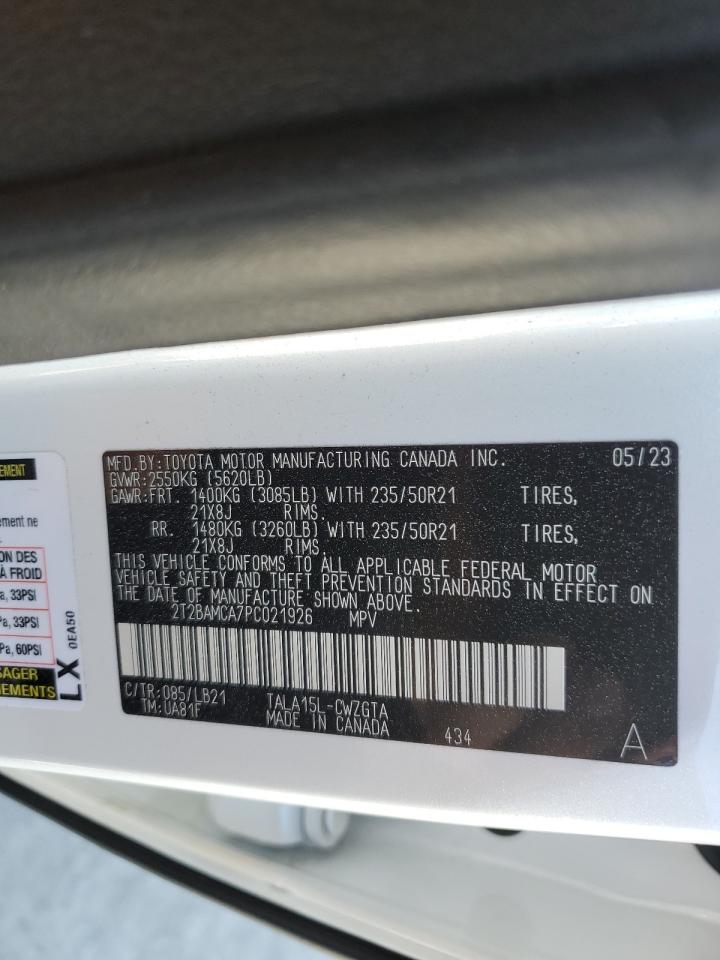 MFD.BY:TOYOTA MOTOR MANUFACTURING CANADA INC. 05/23
GVWR:2550KG (5620LB)
GAWR:FRT. 1400KG (3085LB) WITH 235/50R21 TIRES,
21X8J RIMS.
RR. 1480KG (3260LB) WITH 235/50R21 TIRES,
21X8J RIMS.
THIS VEHICLE CONFORMS TO ALL APPLICABLE FEDERAL MOTOR
VEHICLE SAFETY AND THEFT PREVENTION STANDARDS IN EFFECT ON
THE DATE OF MANUFACTURE SHOWN ABOVE.
2T2BAMCA7PC021926 MPV
C/TR:085/LB21 TALA15L-CWZGTA
TM:UA81F MADE IN CANADA 434 A
EMENT
ement ne
ON DES
À FROID
a, 33PSI
Pa, 33PSI
Pa, 60PSI
SAGER
NEMENTS
LX 0EA50